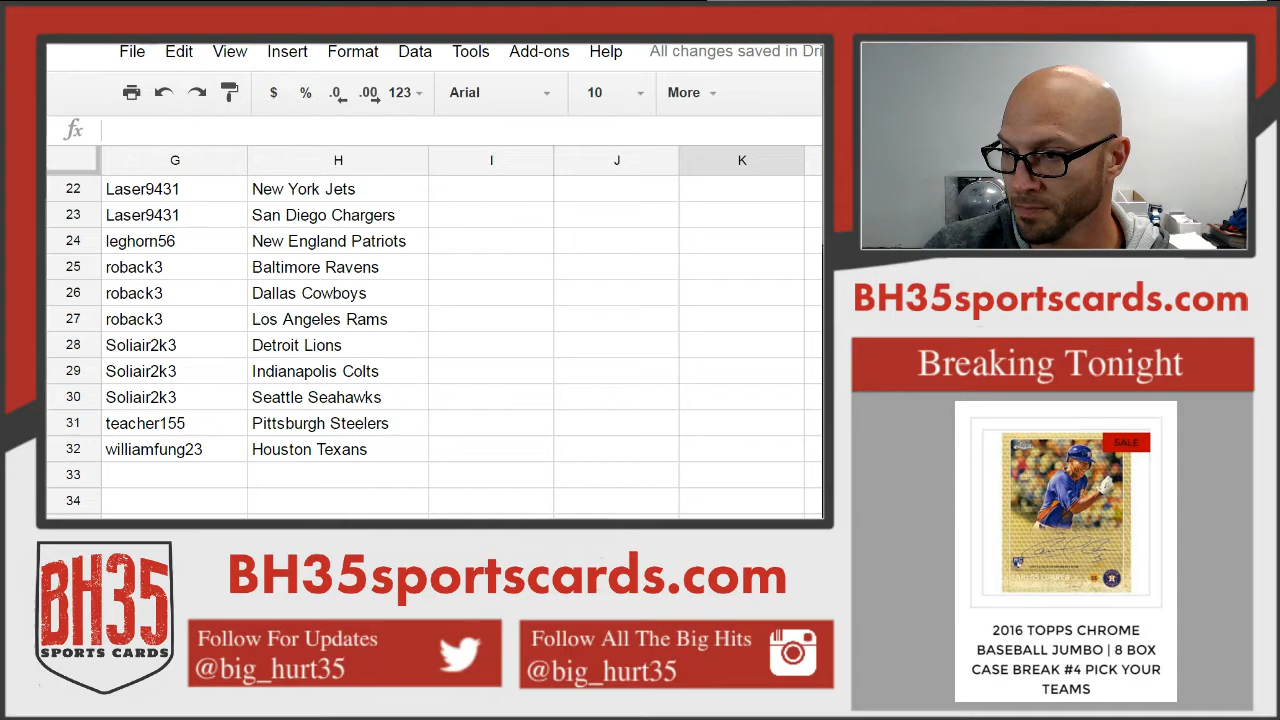 File Edit View Insert Format Data Tools Add-ons Help All changes saved in Dri
$ % .0 .00 123 Arial 10 More
fx
G H I J K
22 Laser9431 New York Jets
23 Laser9431 San Diego Chargers
24 leghorn56 New England Patriots
25 roback3 Baltimore Ravens
26 roback3 Dallas Cowboys
27 roback3 Los Angeles Rams
28 Soliair2k3 Detroit Lions
29 Soliair2k3 Indianapolis Colts
30 Soliair2k3 Seattle Seahawks
31 teacher155 Pittsburgh Steelers
32 williamfung23 Houston Texans
33
34
BH35sportscards.com
Breaking Tonight
SALE
2016 TOPPS CHROME
BASEBALL JUMBO | 8 BOX
CASE BREAK #4 PICK YOUR
TEAMS
BH35
SPORTS CARDS
BH35sportscards.com
Follow For Updates
@big_hurt35
Follow All The Big Hits
@big_hurt35